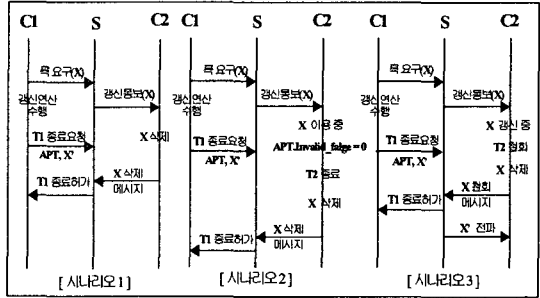 C1 S C2 C1 S C2 C1 S C2
록 요구(X) 록 요구(X) 록 요구(X)
갱신연산 수행 갱신통보(X) 갱신연산 수행 갱신통보(X) 갱신연산 수행 갱신통보(X)
X 삭제 X 이용 중 X 갱신 중
T1 종료요청 T1 종료요청 APT.Invalid_falge = 0 T1 종료요청 T2 철회
APT, X' APT, X' APT, X'
T2 종료 X 삭제
X 삭제 X 철회
T1 종료허가 메시지 X 삭제 T1 종료허가 메시지
X 삭제
T1 종료허가 메시지 X' 전파
[ 시나리오1 ] [ 시나리오2 ] [ 시나리오3 ]